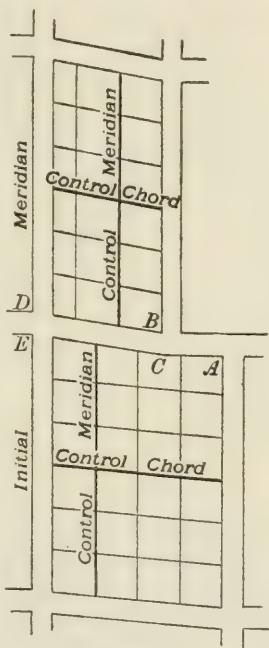 Meridian
Meridian
Control Chord
Control
D
B
E
C A
Meridian
Initial
Control Chord
Control